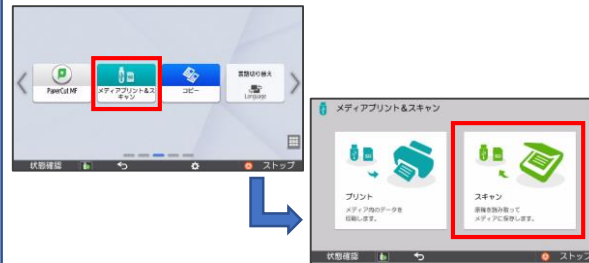 PaperCut MF
メディアプリント&ス
キャン
コピー
言語切り替え
Language
状態確認
ストップ
メディアプリント&スキャン
プリント
メディア内のデータを
印刷します。
スキャン
原稿を読み取って
メディアに保存します。
状態確認
ストップ